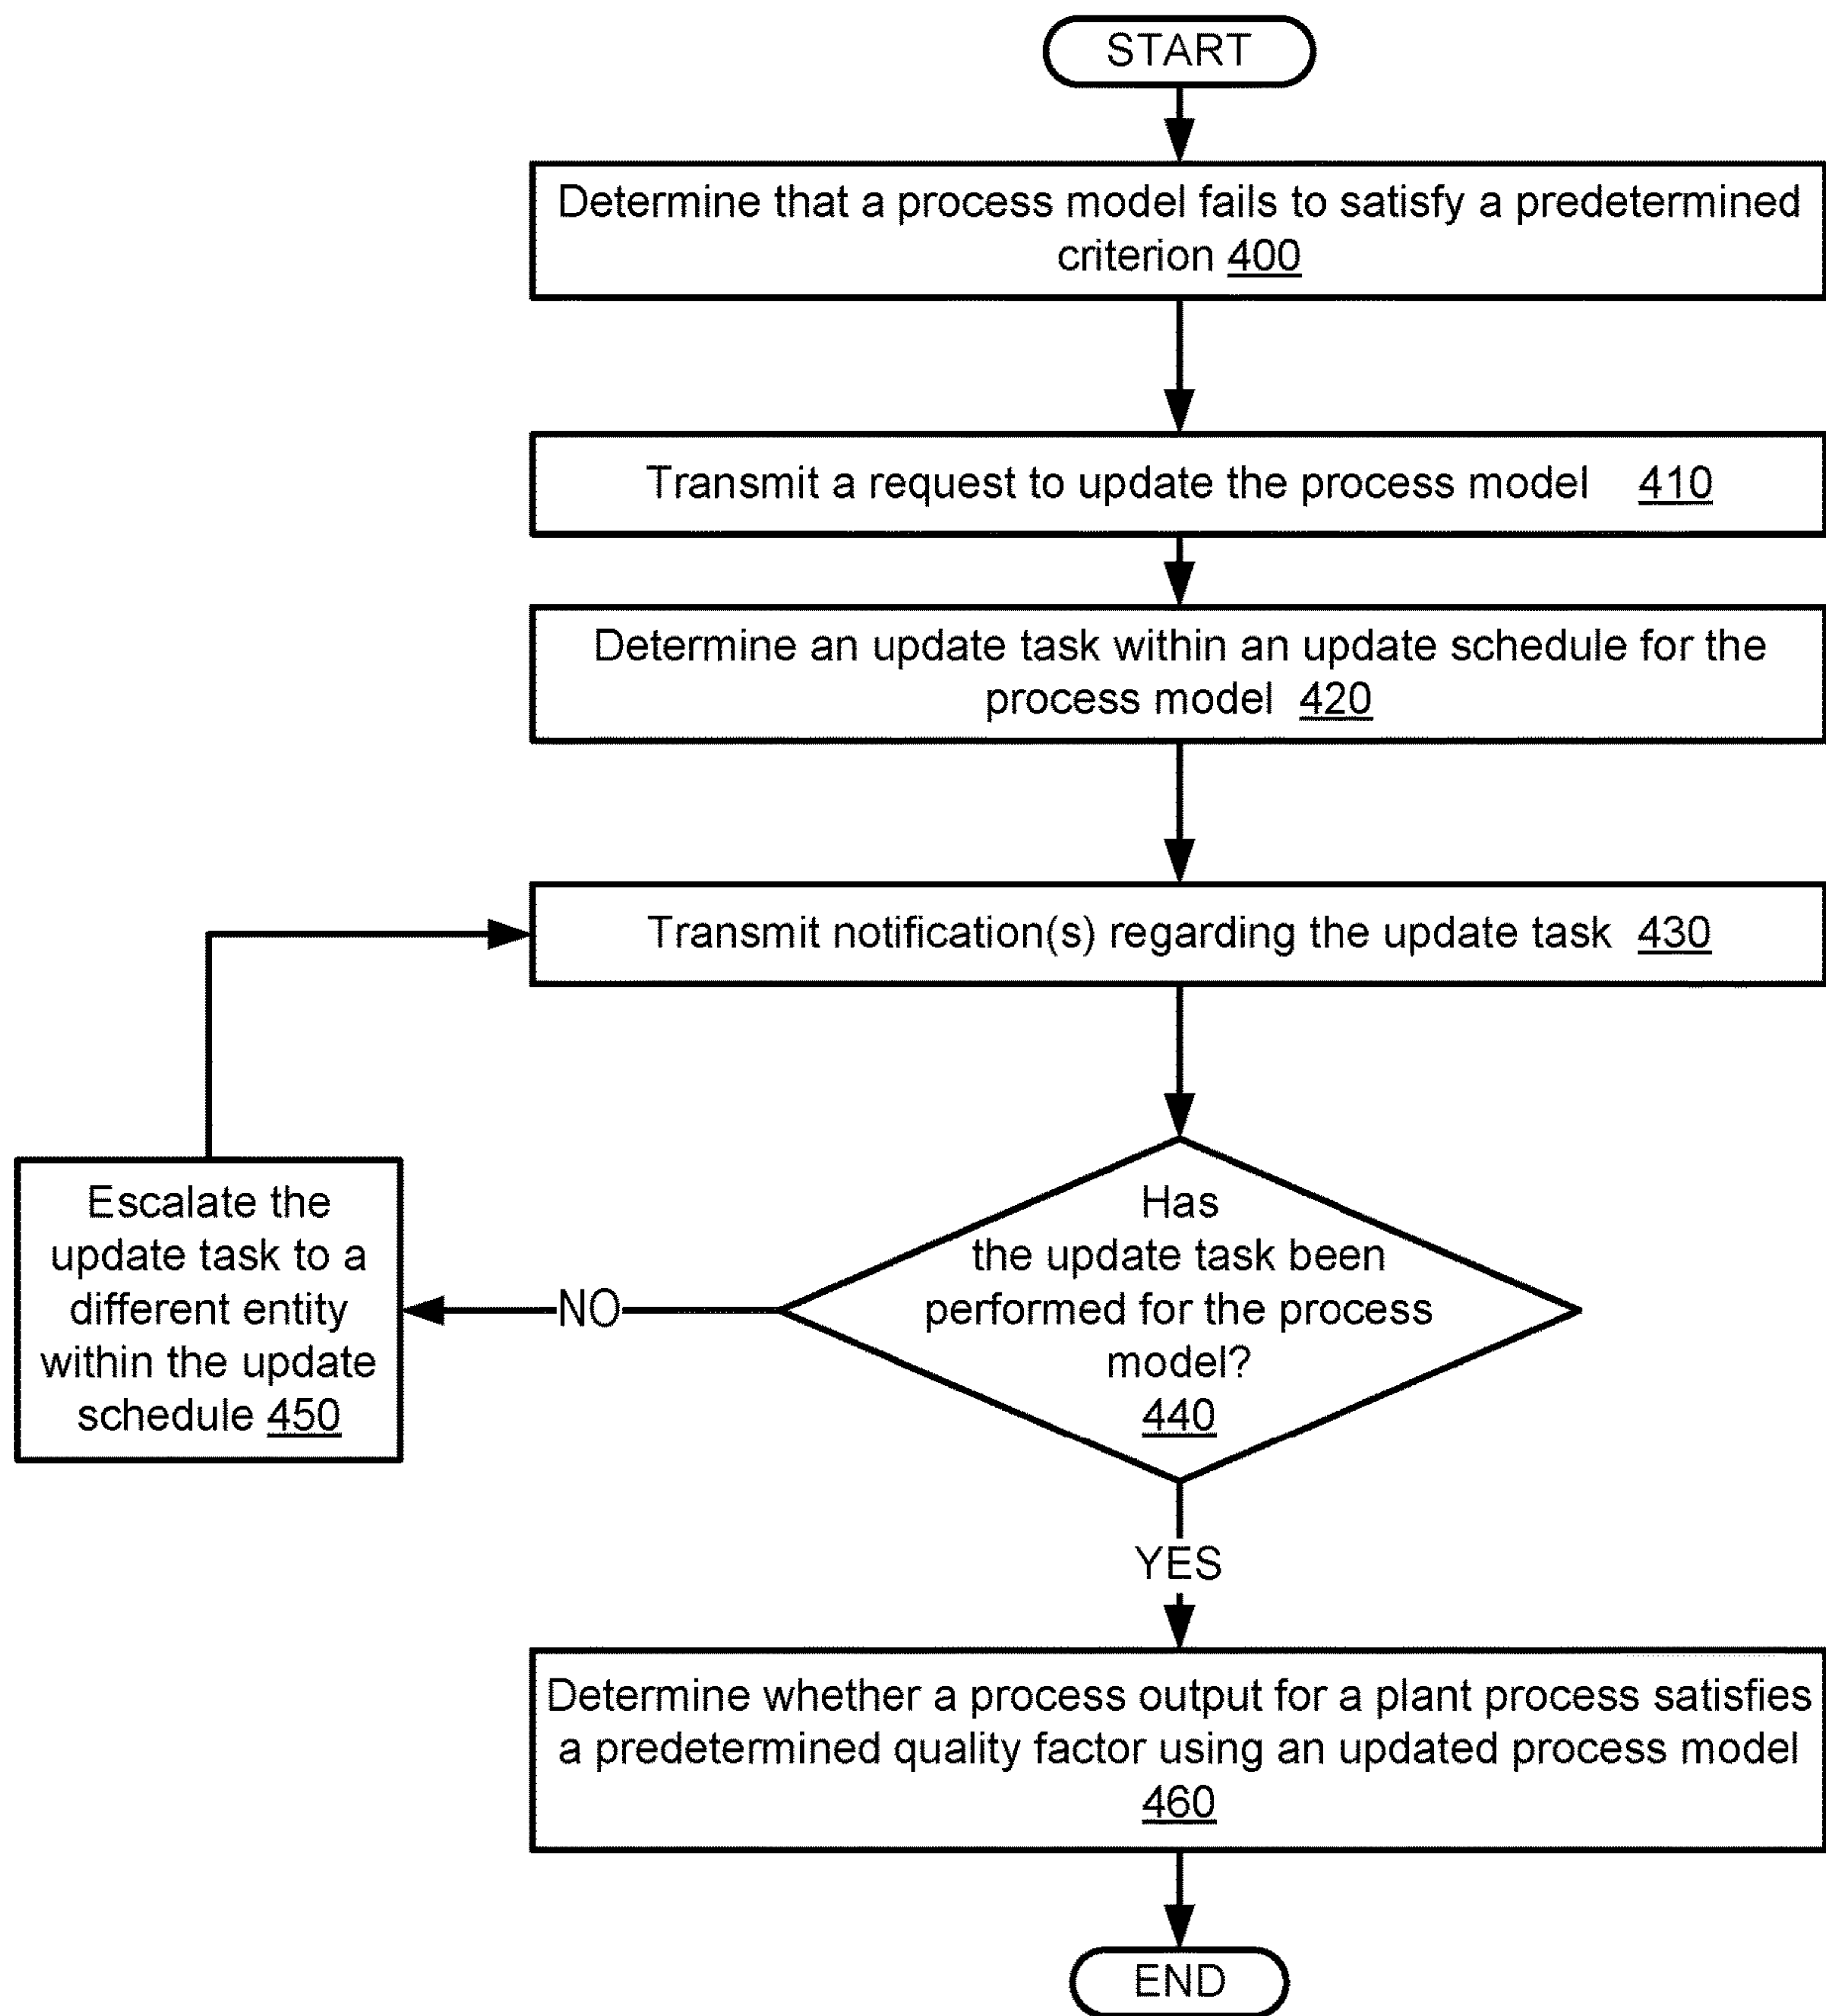 START
Determine that a process model fails to satisfy a predetermined
criterion 400
Transmit a request to update the process model 410
Determine an update task within an update schedule for the
process model 420
Transmit notification(s) regarding the update task 430
Has
the update task been
performed for the process
model?
440
NO
Escalate the
update task to a
different entity
within the update
schedule 450
YES
Determine whether a process output for a plant process satisfies
a predetermined quality factor using an updated process model
460
END